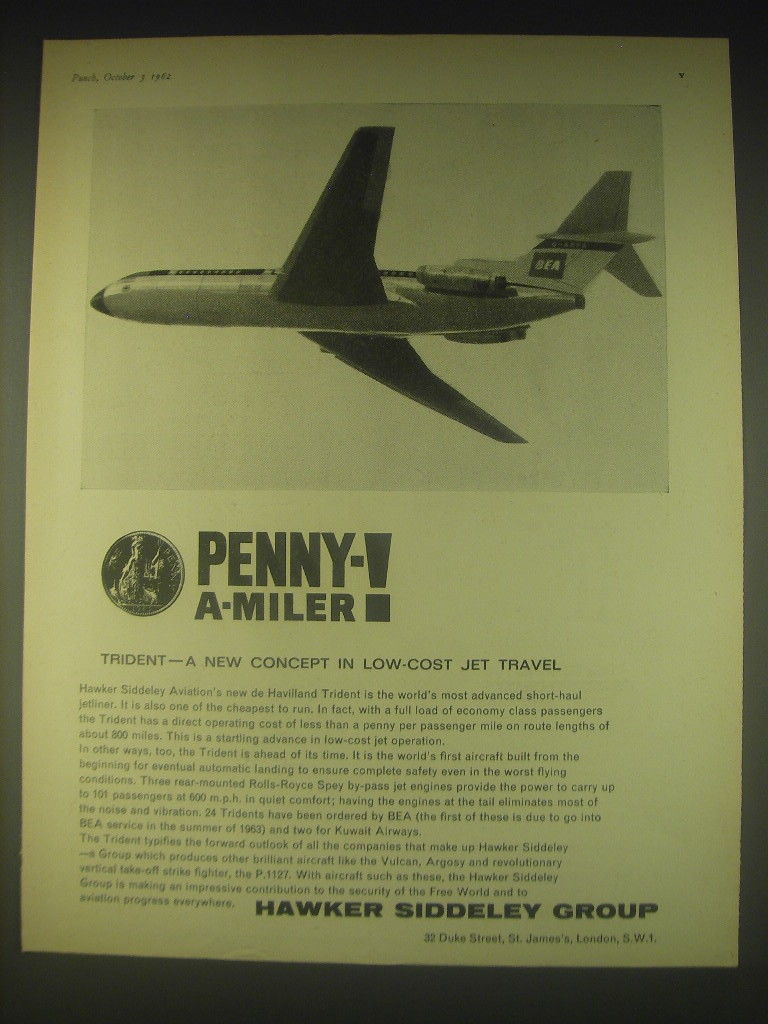 Punch, October 3 1962
v
BEA
PENNY-!
A-MILER
TRIDENT—A NEW CONCEPT IN LOW-COST JET TRAVEL
Hawker Siddeley Aviation's new de Havilland Trident is the world's most advanced short-haul
jetliner. It is also one of the cheapest to run. In fact, with a full load of economy class passengers
the Trident has a direct operating cost of less than a penny per passenger mile on route lengths of
about 800 miles. This is a startling advance in low-cost jet operation.
In other ways, too, the Trident is ahead of its time. It is the world's first aircraft built from the
beginning for eventual automatic landing to ensure complete safety even in the worst flying
conditions. Three rear-mounted Rolls-Royce Spey by-pass jet engines provide the power to carry up
to 101 passengers at 600 m.p.h. in quiet comfort; having the engines at the tail eliminates most of
the noise and vibration. 24 Tridents have been ordered by BEA (the first of these is due to go into
BEA service in the summer of 1963) and two for Kuwait Airways.
The Trident typifies the forward outlook of all the companies that make up Hawker Siddeley
—a Group which produces other brilliant aircraft like the Vulcan, Argosy and revolutionary
vertical take-off strike fighter, the P.1127. With aircraft such as these, the Hawker Siddeley
Group is making an impressive contribution to the security of the Free World and to
aviation progress everywhere.
HAWKER SIDDELEY GROUP
32 Duke Street, St. James's, London, S.W.1.